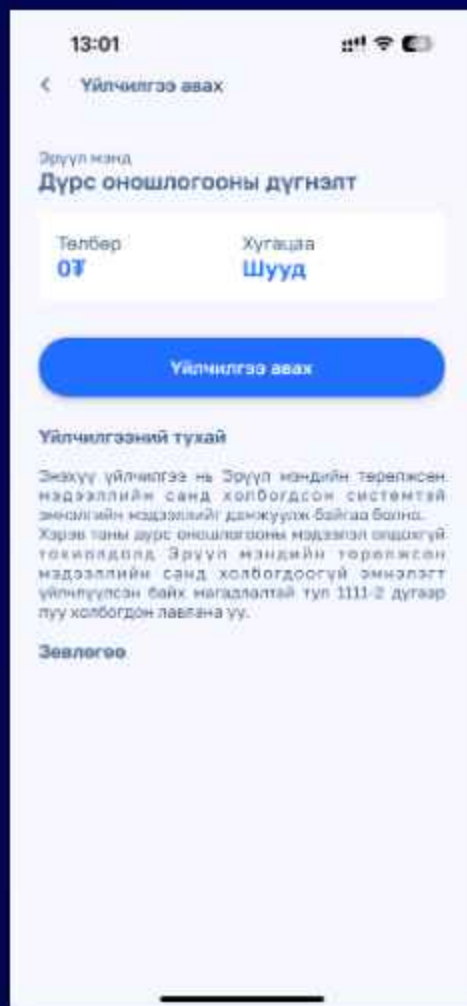 13:01
Үйлчилгээ авах
Эрүүл мэнд
Дүрс оношлогооны дүгнэлт
Төлбөр Хугацаа
0₮ Шууд
Үйлчилгээ авах
Үйлчилгээний тухай
Энэхүү үйлчилгээ нь Эрүүл мэндийн төрөлжсөн
мэдээллийн санд холбогдсон системтэй
эмнэлгийн мэдээллийг дамжуулж байгаа болно.
Хэрэв таны дүрс оношлогооны мэдээлэл олдохгүй
тохиолдолд Эрүүл мэндийн төрөлжсөн
мэдээллийн санд холбогдоогүй эмнэлэгт
үйлчлүүлсэн байх магадлалтай тул 1111-2 дугаар
луу холбогдон лавлана уу.
Зөвлөгөө